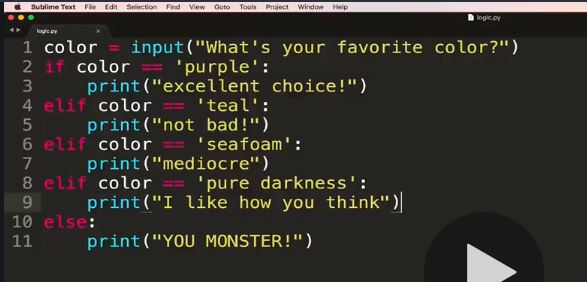 Sublime Text File Edit Selection Find View Goto Tools Project Window Help
logic.py
logic.py
1 color = input("What's your favorite color?")
2 if color == 'purple':
3     print("excellent choice!")
4 elif color == 'teal':
5     print("not bad!")
6 elif color == 'seafoam':
7     print("mediocre")
8 elif color == 'pure darkness':
9     print("I like how you think")
10 else:
11     print("YOU MONSTER!")